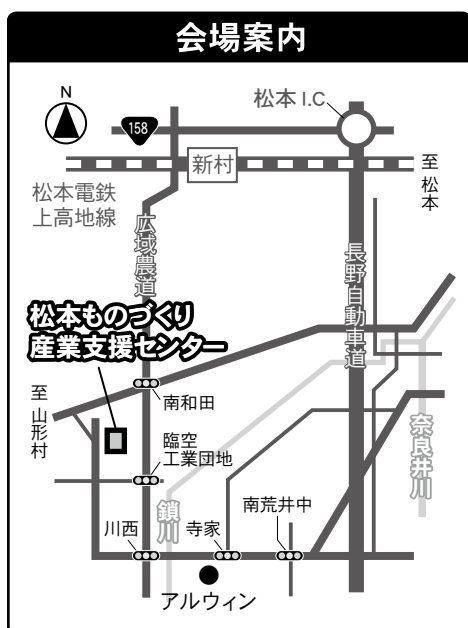 会場案内
N
158
松本 I.C
新村
至松本
松本電鉄
上高地線
広域農道
長野自動車道
松本ものづくり
産業支援センター
至山形村
南和田
臨空
工業団地
奈良井川
鎖川
川西
寺家
南荒井中
アルウィン